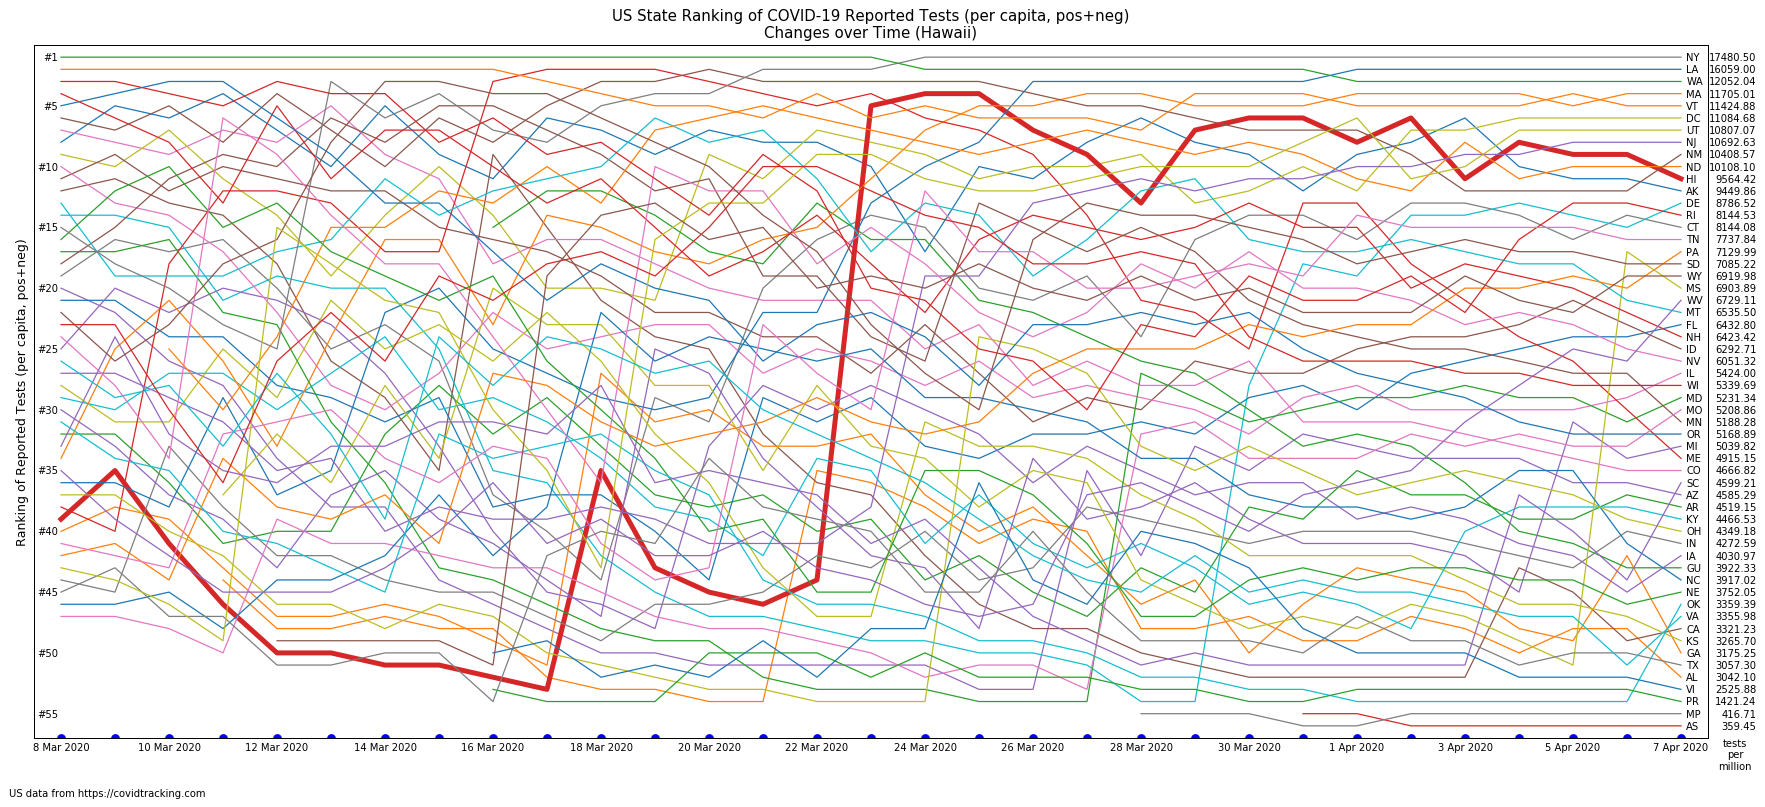 US State Ranking of COVID-19 Reported Tests (per capita, pos+neg)
Changes over Time (Hawaii)
Ranking of Reported Tests (per capita, pos+neg)
#1
#5
#10
#15
#20
#25
#30
#35
#40
#45
#50
#55
NY 17480.50
LA 16059.00
WA 12052.04
MA 11705.01
VT 11424.88
DC 11084.68
UT 10807.07
NJ 10692.63
NM 10408.57
ND 10108.10
HI 9564.42
AK 9449.86
DE 8786.52
RI 8144.53
CT 8144.08
TN 7737.84
PA 7129.99
SD 7085.22
WY 6919.98
MS 6903.89
WV 6729.11
MT 6535.50
FL 6432.80
NH 6423.42
ID 6292.71
NV 6051.32
IL 5424.00
WI 5339.69
MD 5231.34
MO 5208.86
MN 5188.28
OR 5168.89
MI 5039.82
ME 4915.15
CO 4666.82
SC 4599.21
AZ 4585.29
AR 4519.15
KY 4466.53
OH 4349.18
IN 4272.59
IA 4030.97
GU 3922.33
NC 3917.02
NE 3752.05
OK 3359.39
VA 3355.98
CA 3321.23
KS 3265.70
GA 3175.25
TX 3057.30
AL 3042.10
VI 2525.88
PR 1421.24
MP 416.71
AS 359.45
8 Mar 2020 10 Mar 2020 12 Mar 2020 14 Mar 2020 16 Mar 2020 18 Mar 2020 20 Mar 2020 22 Mar 2020 24 Mar 2020 26 Mar 2020 28 Mar 2020 30 Mar 2020 1 Apr 2020 3 Apr 2020 5 Apr 2020 7 Apr 2020
tests
per
million
US data from https://covidtracking.com